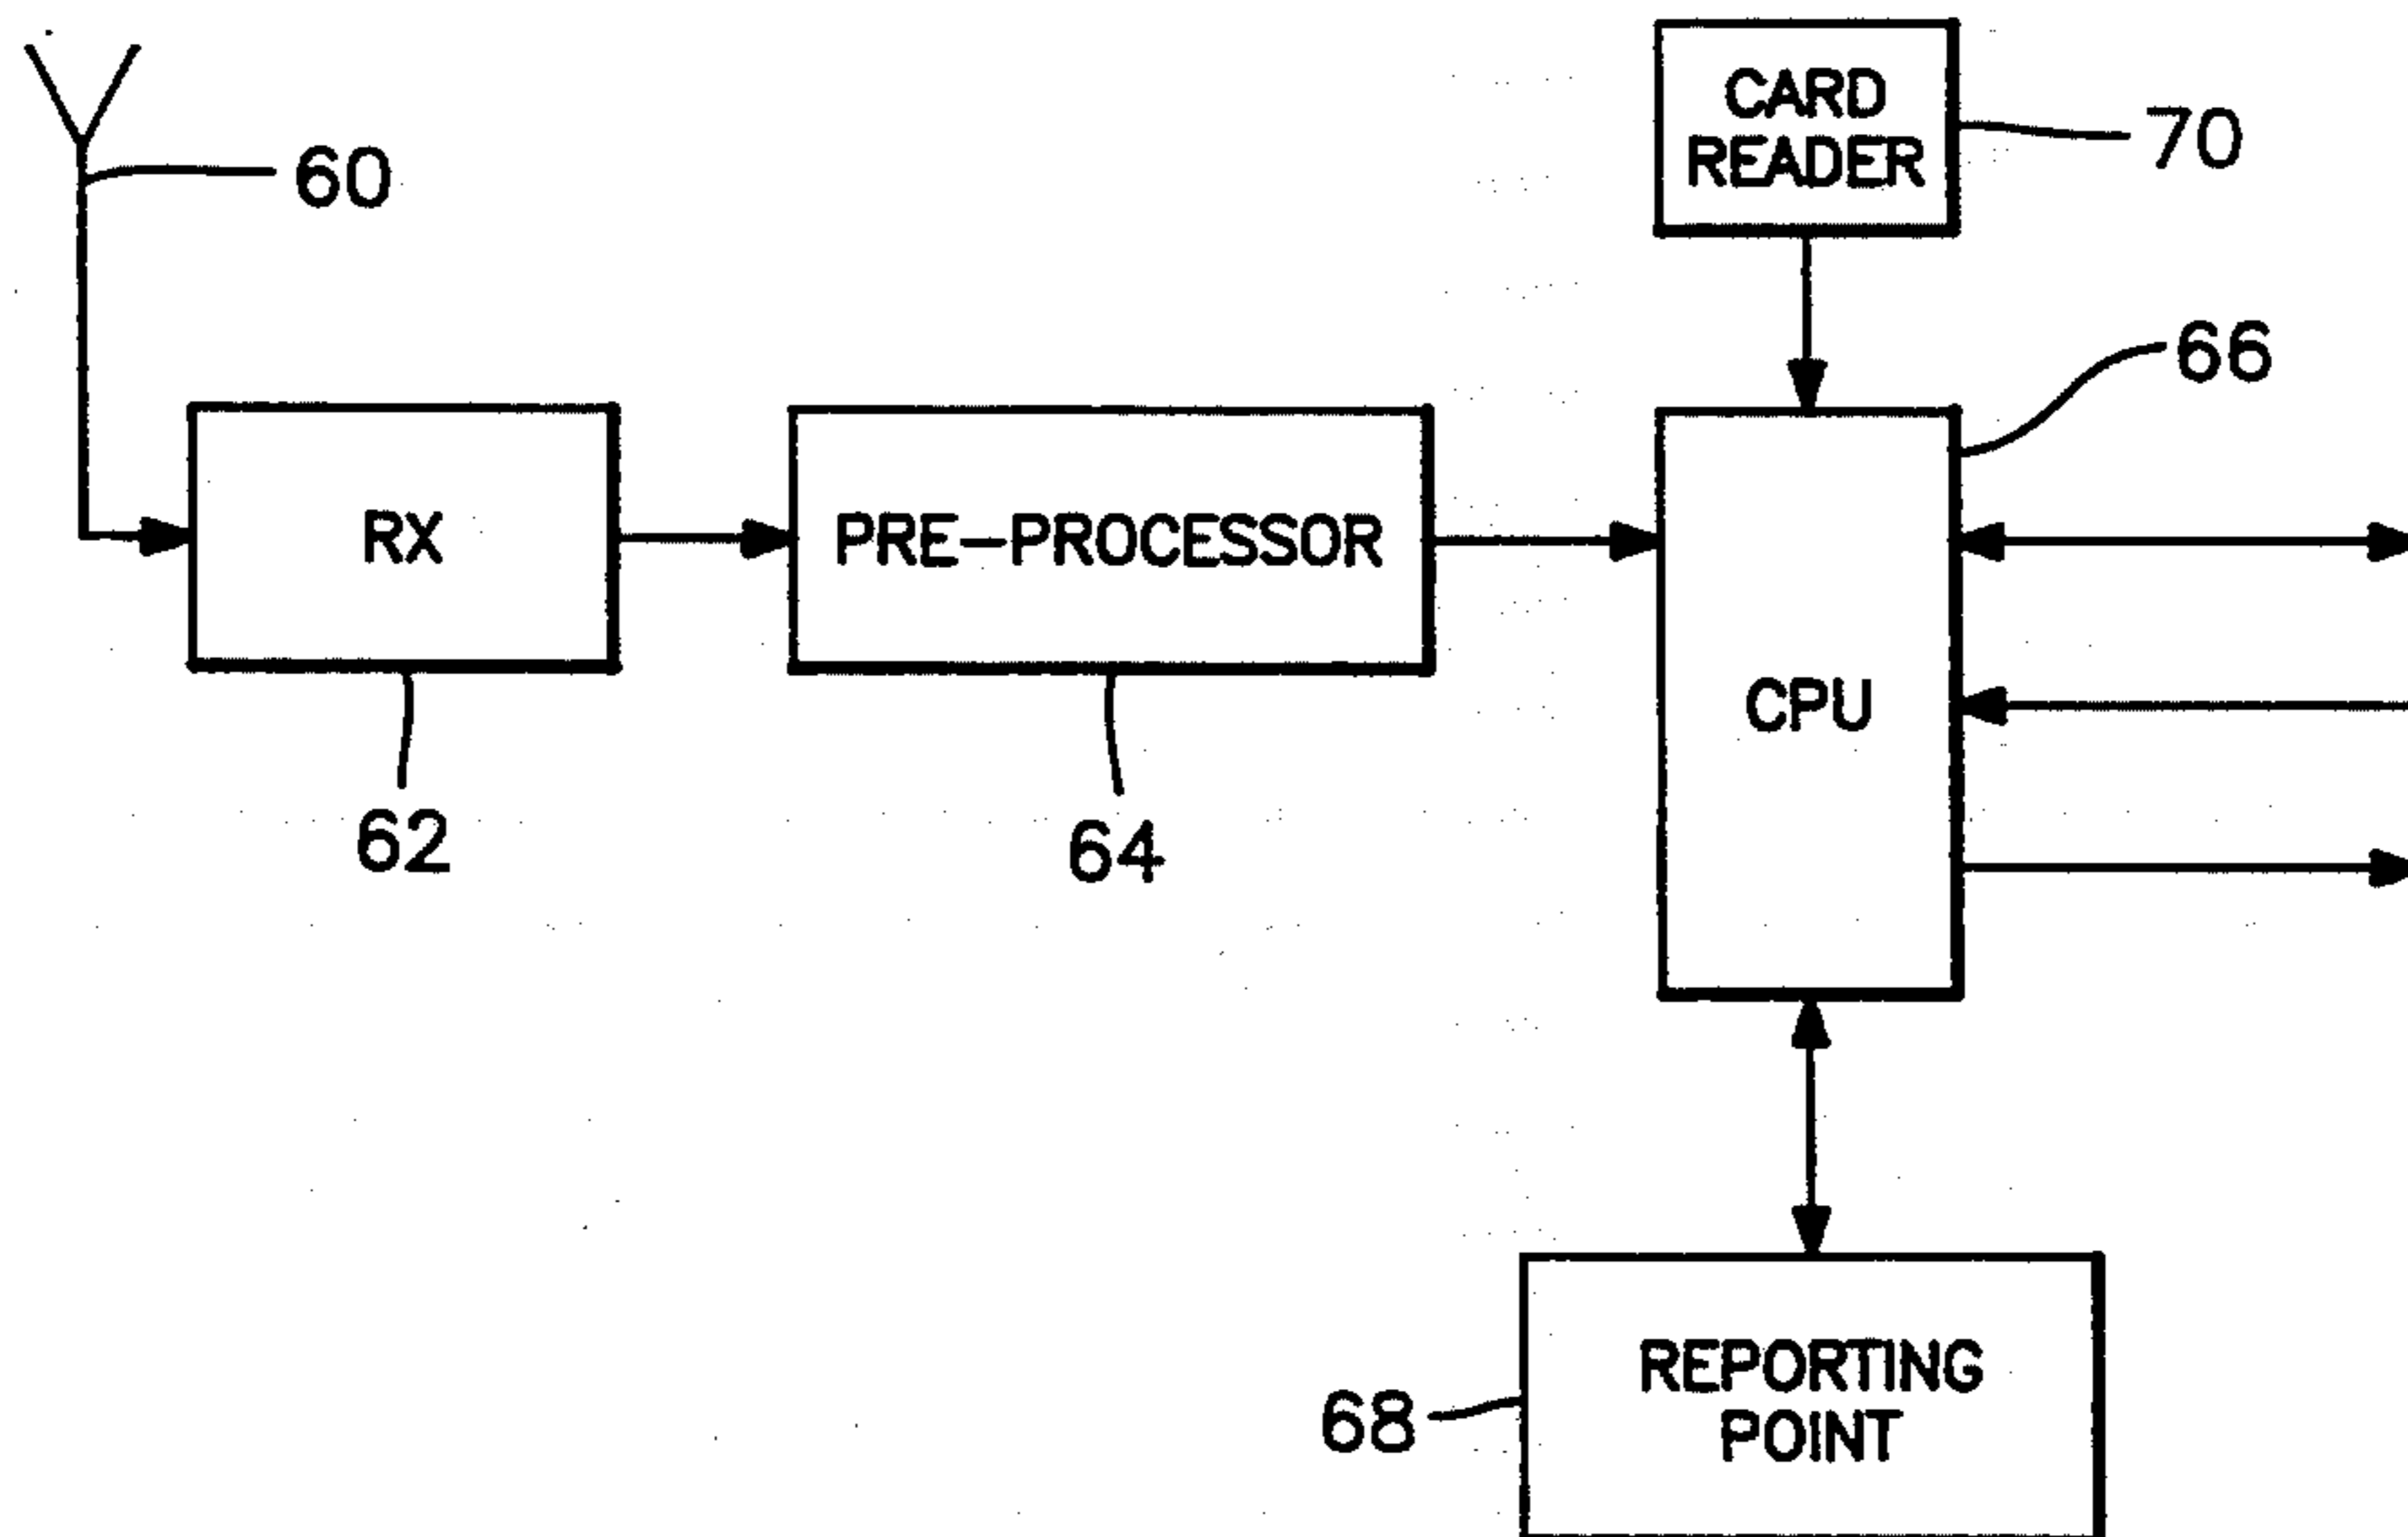 CARD
READER
70
60
66
RX
PRE-PROCESSOR
CPU
62
64
REPORTING
POINT
68